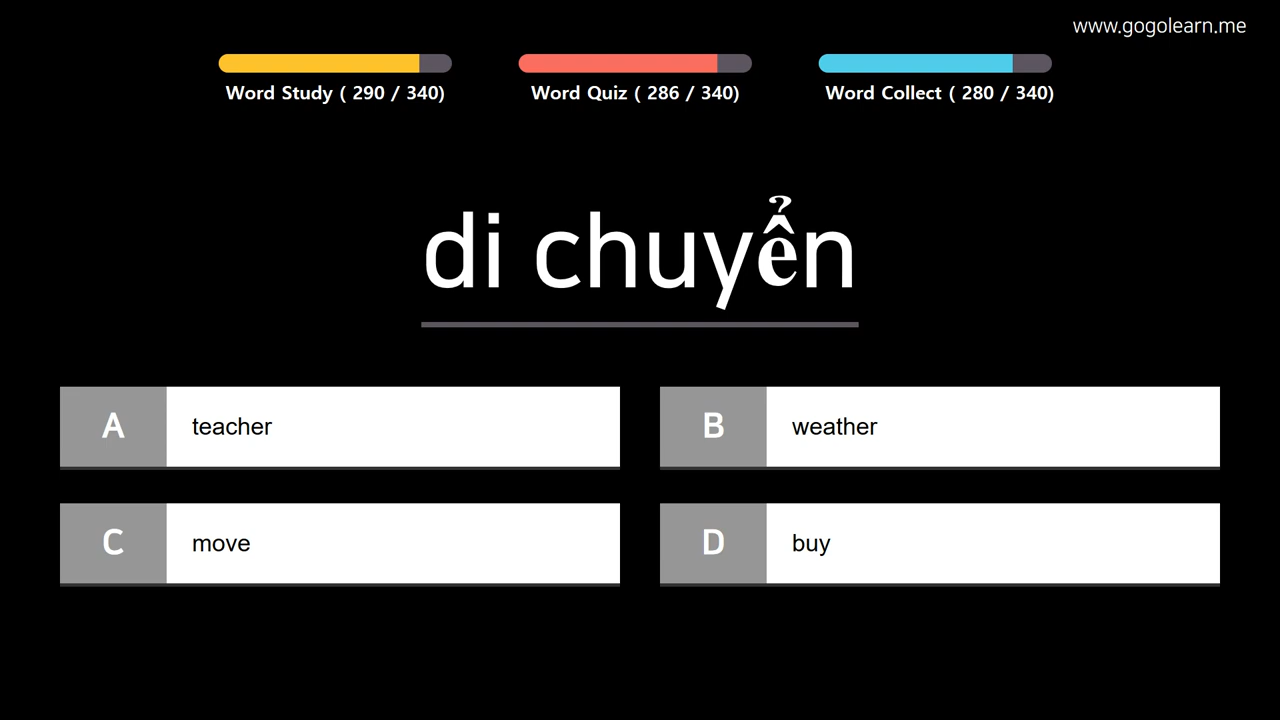 www.gogolearn.me
Word Study ( 290 / 340)
Word Quiz ( 286 / 340)
Word Collect ( 280 / 340)
di chuyển
A teacher
B weather
C move
D buy